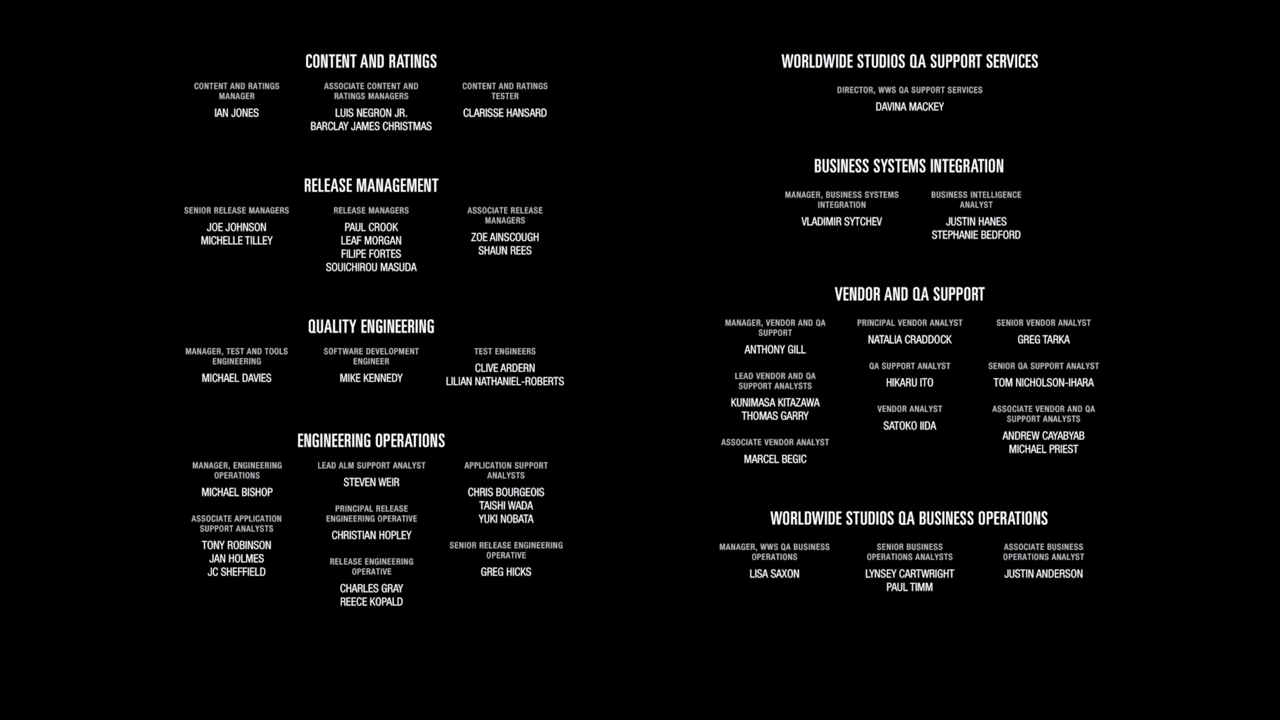 CONTENT AND RATINGS
CONTENT AND RATINGS
MANAGER
IAN JONES
ASSOCIATE CONTENT AND
RATINGS MANAGERS
LUIS NEGRON JR.
BARCLAY JAMES CHRISTMAS
CONTENT AND RATINGS
TESTER
CLARISSE HANSARD
RELEASE MANAGEMENT
SENIOR RELEASE MANAGERS
JOE JOHNSON
MICHELLE TILLEY
RELEASE MANAGERS
PAUL CROOK
LEAF MORGAN
FILIPE FORTES
SOUICHIROU MASUDA
ASSOCIATE RELEASE
MANAGERS
ZOE AINSCOUGH
SHAUN REES
QUALITY ENGINEERING
MANAGER, TEST AND TOOLS
ENGINEERING
MICHAEL DAVIES
SOFTWARE DEVELOPMENT
ENGINEER
MIKE KENNEDY
TEST ENGINEERS
CLIVE ARDERN
LILIAN NATHANIEL-ROBERTS
ENGINEERING OPERATIONS
MANAGER, ENGINEERING
OPERATIONS
MICHAEL BISHOP
ASSOCIATE APPLICATION
SUPPORT ANALYSTS
TONY ROBINSON
JAN HOLMES
JC SHEFFIELD
LEAD ALM SUPPORT ANALYST
STEVEN WEIR
PRINCIPAL RELEASE
ENGINEERING OPERATIVE
CHRISTIAN HOPLEY
RELEASE ENGINEERING
OPERATIVE
CHARLES GRAY
REECE KOPALD
APPLICATION SUPPORT
ANALYSTS
CHRIS BOURGEOIS
TAISHI WADA
YUKI NOBATA
SENIOR RELEASE ENGINEERING
OPERATIVE
GREG HICKS
WORLDWIDE STUDIOS QA SUPPORT SERVICES
DIRECTOR, WWS QA SUPPORT SERVICES
DAVINA MACKEY
BUSINESS SYSTEMS INTEGRATION
MANAGER, BUSINESS SYSTEMS
INTEGRATION
VLADIMIR SYTCHEV
BUSINESS INTELLIGENCE
ANALYST
JUSTIN HANES
STEPHANIE BEDFORD
VENDOR AND QA SUPPORT
MANAGER, VENDOR AND QA
SUPPORT
ANTHONY GILL
LEAD VENDOR AND QA
SUPPORT ANALYSTS
KUNIMASA KITAZAWA
THOMAS GARRY
ASSOCIATE VENDOR ANALYST
MARCEL BEGIC
PRINCIPAL VENDOR ANALYST
NATALIA CRADDOCK
QA SUPPORT ANALYST
HIKARU ITO
VENDOR ANALYST
SATOKO IIDA
SENIOR VENDOR ANALYST
GREG TARKA
SENIOR QA SUPPORT ANALYST
TOM NICHOLSON-IHARA
ASSOCIATE VENDOR AND QA
SUPPORT ANALYSTS
ANDREW CAYABYAB
MICHAEL PRIEST
WORLDWIDE STUDIOS QA BUSINESS OPERATIONS
MANAGER, WWS QA BUSINESS
OPERATIONS
LISA SAXON
SENIOR BUSINESS
OPERATIONS ANALYSTS
LYNSEY CARTWRIGHT
PAUL TIMM
ASSOCIATE BUSINESS
OPERATIONS ANALYST
JUSTIN ANDERSON